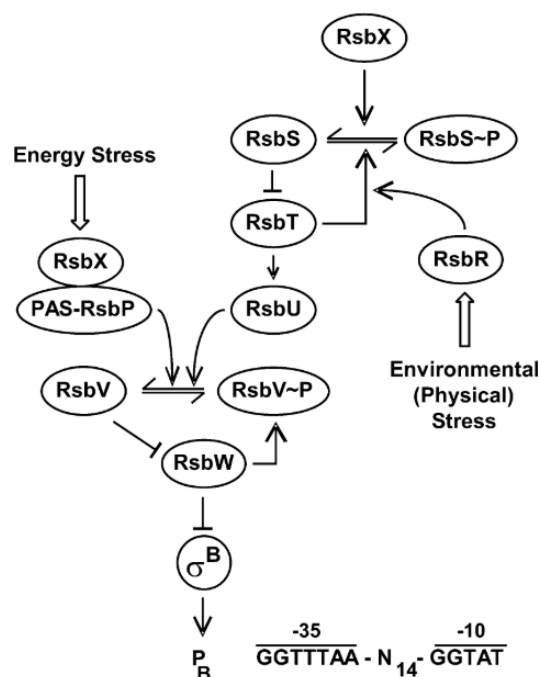 RsbX
RsbS
RsbS~P
Energy Stress
RsbT
RsbX
RsbR
PAS-RsbP
RsbU
Environmental
(Physical)
Stress
RsbV
RsbV~P
RsbW
σB
-35
-10
PB
GGTTTAA - N14- GGTAT